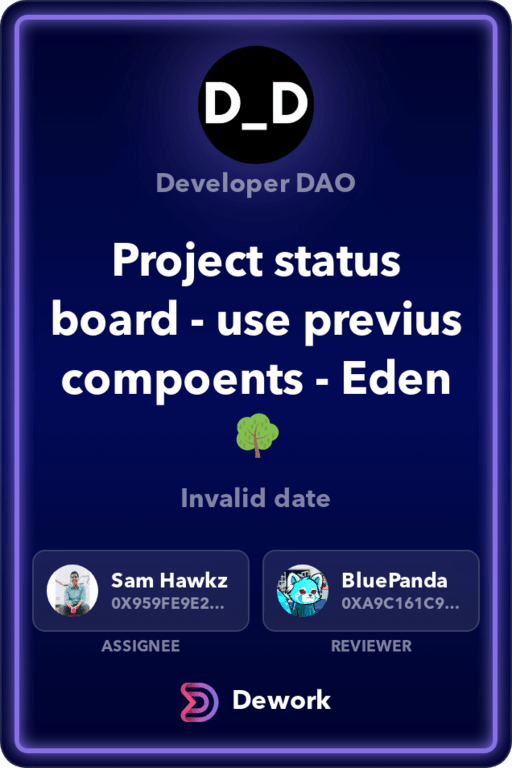 D_D
Developer DAO
Project status
board - use previus
compoents - Eden
Invalid date
Sam Hawkz
0X959FE9E2...
BluePanda
0XA9C161C9...
ASSIGNEE
REVIEWER
Dework